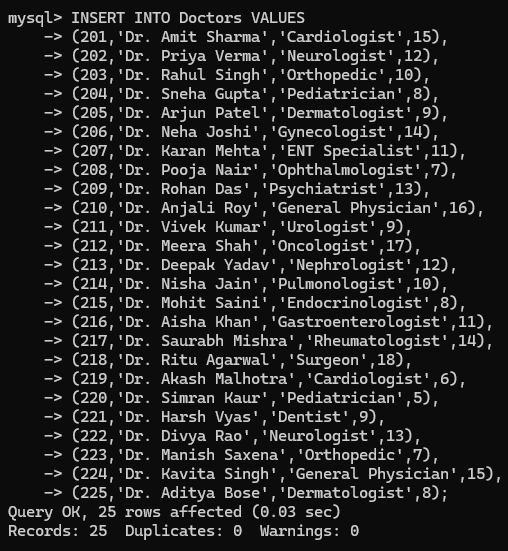 mysql> INSERT INTO Doctors VALUES
-> (201,'Dr. Amit Sharma','Cardiologist',15),
-> (202,'Dr. Priya Verma','Neurologist',12),
-> (203,'Dr. Rahul Singh','Orthopedic',10),
-> (204,'Dr. Sneha Gupta','Pediatrician',8),
-> (205,'Dr. Arjun Patel','Dermatologist',9),
-> (206,'Dr. Neha Joshi','Gynecologist',14),
-> (207,'Dr. Karan Mehta','ENT Specialist',11),
-> (208,'Dr. Pooja Nair','Ophthalmologist',7),
-> (209,'Dr. Rohan Das','Psychiatrist',13),
-> (210,'Dr. Anjali Roy','General Physician',16),
-> (211,'Dr. Vivek Kumar','Urologist',9),
-> (212,'Dr. Meera Shah','Oncologist',17),
-> (213,'Dr. Deepak Yadav','Nephrologist',12),
-> (214,'Dr. Nisha Jain','Pulmonologist',10),
-> (215,'Dr. Mohit Saini','Endocrinologist',8),
-> (216,'Dr. Aisha Khan','Gastroenterologist',11),
-> (217,'Dr. Saurabh Mishra','Rheumatologist',14),
-> (218,'Dr. Ritu Agarwal','Surgeon',18),
-> (219,'Dr. Akash Malhotra','Cardiologist',6),
-> (220,'Dr. Simran Kaur','Pediatrician',5),
-> (221,'Dr. Harsh Vyas','Dentist',9),
-> (222,'Dr. Divya Rao','Neurologist',13),
-> (223,'Dr. Manish Saxena','Orthopedic',7),
-> (224,'Dr. Kavita Singh','General Physician',15),
-> (225,'Dr. Aditya Bose','Dermatologist',8);
Query OK, 25 rows affected (0.03 sec)
Records: 25  Duplicates: 0  Warnings: 0